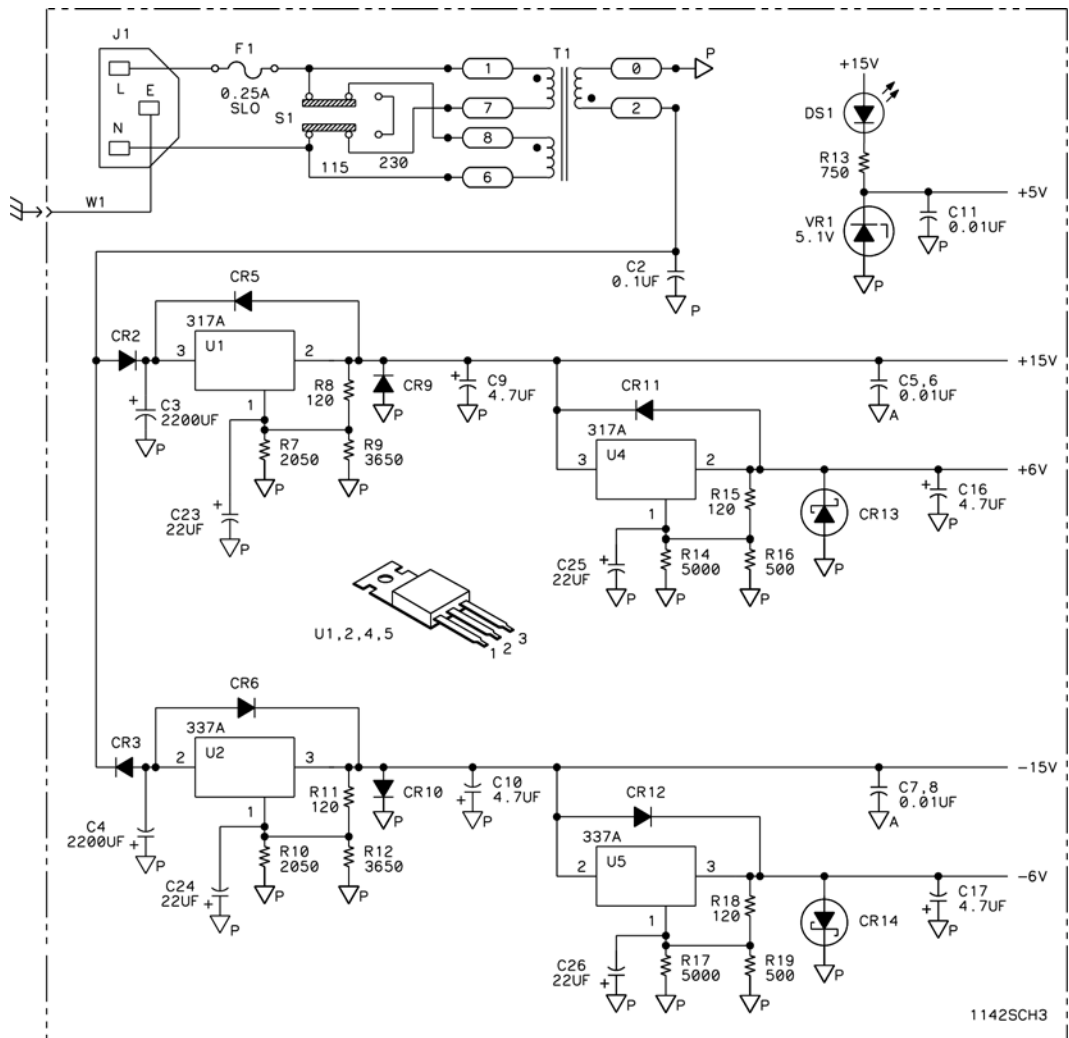 J1
L
E
N
W1
F1
0.25A
SLO
S1
115
230
1
7
8
6
T1
0
2
P
+15V
DS1
R13
750
+5V
VR1
5.1V
P
C11
0.01UF
P
C2
0.1UF
P
CR5
CR2
317A
U1
3
2
1
+
C3
2200UF
P
R8
120
R7
2050
P
R9
3650
P
CR9
P
+
C9
4.7UF
P
+
C23
22UF
P
CR11
317A
U4
3
2
1
C5,6
0.01UF
A
+15V
+6V
R15
120
R14
5000
P
R16
500
P
CR13
P
+
C16
4.7UF
P
+
C25
22UF
P
U1,2,4,5
1
2
3
CR6
CR3
337A
U2
2
3
1
C4
2200UF
+
P
R11
120
R10
2050
P
R12
3650
P
CR10
P
C10
4.7UF
+
P
C24
22UF
+
P
CR12
337A
U5
2
3
1
C7,8
0.01UF
A
-15V
-6V
R18
120
R17
5000
P
R19
500
P
CR14
P
C17
4.7UF
+
P
C26
22UF
+
P
1142SCH3